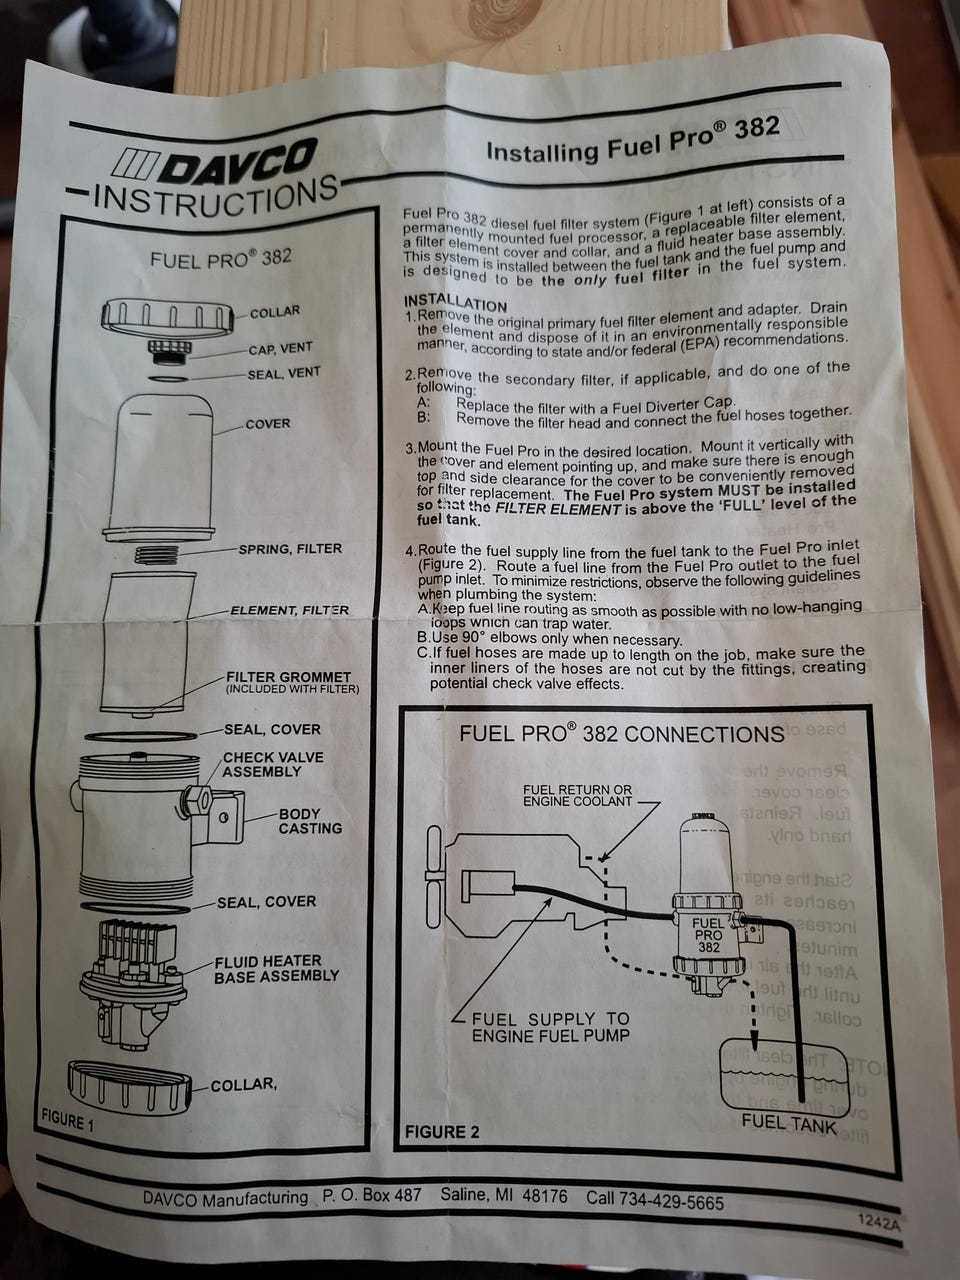 DAVCO
INSTRUCTIONS
Installing Fuel Pro® 382
FUEL PRO® 382
COLLAR
CAP, VENT
SEAL, VENT
COVER
SPRING, FILTER
ELEMENT, FILTER
FILTER GROMMET
(INCLUDED WITH FILTER)
SEAL, COVER
CHECK VALVE
ASSEMBLY
BODY
CASTING
SEAL, COVER
FLUID HEATER
BASE ASSEMBLY
COLLAR,
FIGURE 1
Fuel Pro 382 diesel fuel filter system (Figure 1 at left) consists of a
permanently mounted fuel processor, a replaceable filter element,
a filter element cover and collar, and a fluid heater base assembly.
This system is installed between the fuel tank and the fuel pump and
is designed to be the only fuel filter in the fuel system.
INSTALLATION
1.Remove the original primary fuel filter element and adapter. Drain
the element and dispose of it in an environmentally responsible
manner, according to state and/or federal (EPA) recommendations.
2.Remove the secondary filter, if applicable, and do one of the
following:
A: Replace the filter with a Fuel Diverter Cap.
B: Remove the filter head and connect the fuel hoses together.
3.Mount the Fuel Pro in the desired location. Mount it vertically with
the cover and element pointing up, and make sure there is enough
top and side clearance for the cover to be conveniently removed
for filter replacement. The Fuel Pro system MUST be installed
so that the FILTER ELEMENT is above the 'FULL' level of the
fuel tank.
4.Route the fuel supply line from the fuel tank to the Fuel Pro inlet
(Figure 2). Route a fuel line from the Fuel Pro outlet to the fuel
pump inlet. To minimize restrictions, observe the following guidelines
when plumbing the system:
A.Keep fuel line routing as smooth as possible with no low-hanging
loops which can trap water.
B.Use 90° elbows only when necessary.
C.If fuel hoses are made up to length on the job, make sure the
inner liners of the hoses are not cut by the fittings, creating
potential check valve effects.
FUEL PRO® 382 CONNECTIONS
FUEL RETURN OR
ENGINE COOLANT
FUEL
PRO
382
FUEL SUPPLY TO
ENGINE FUEL PUMP
FUEL TANK
FIGURE 2
DAVCO Manufacturing P. O. Box 487 Saline, MI 48176 Call 734-429-5665
1242A